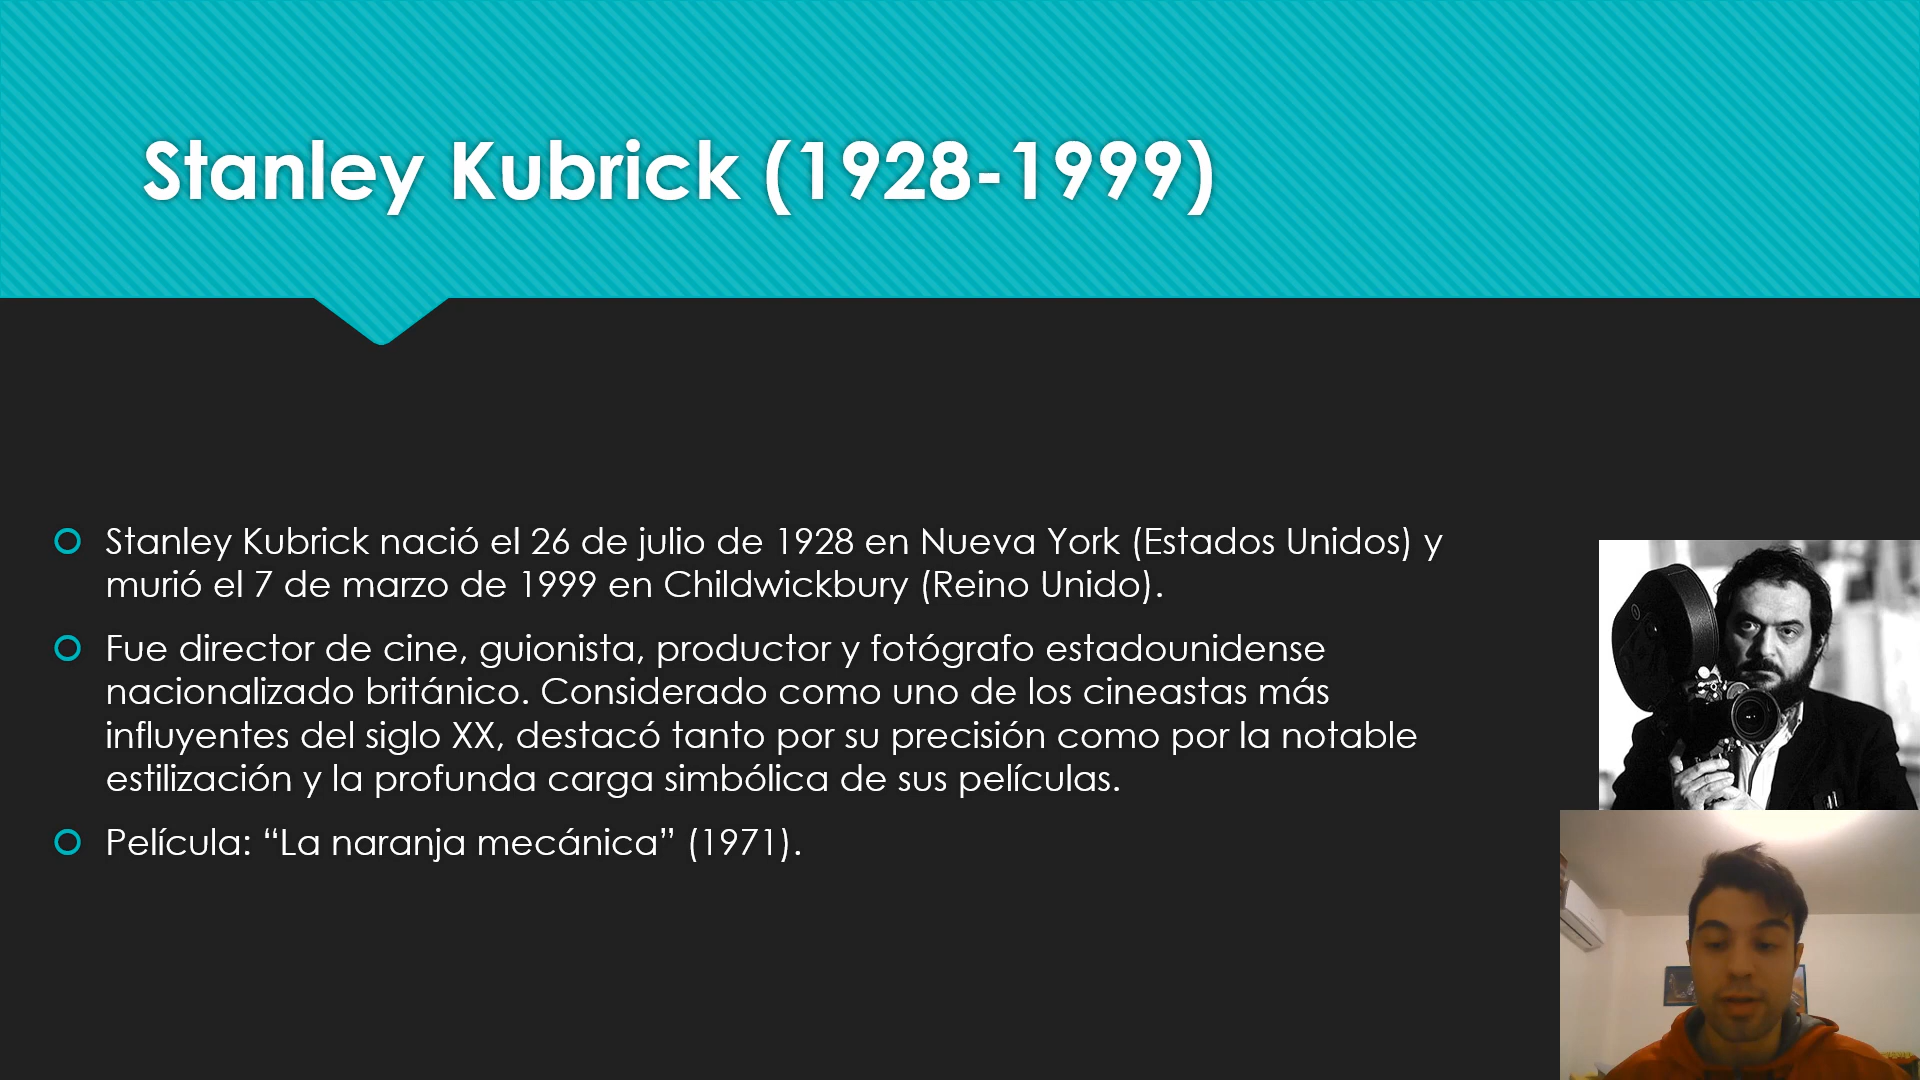 Stanley Kubrick (1928-1999)
Stanley Kubrick nació el 26 de julio de 1928 en Nueva York (Estados Unidos) y
murió el 7 de marzo de 1999 en Childwickbury (Reino Unido).
Fue director de cine, guionista, productor y fotógrafo estadounidense
nacionalizado británico. Considerado como uno de los cineastas más
influyentes del siglo XX, destacó tanto por su precisión como por la notable
estilización y la profunda carga simbólica de sus películas.
Película: “La naranja mecánica” (1971).